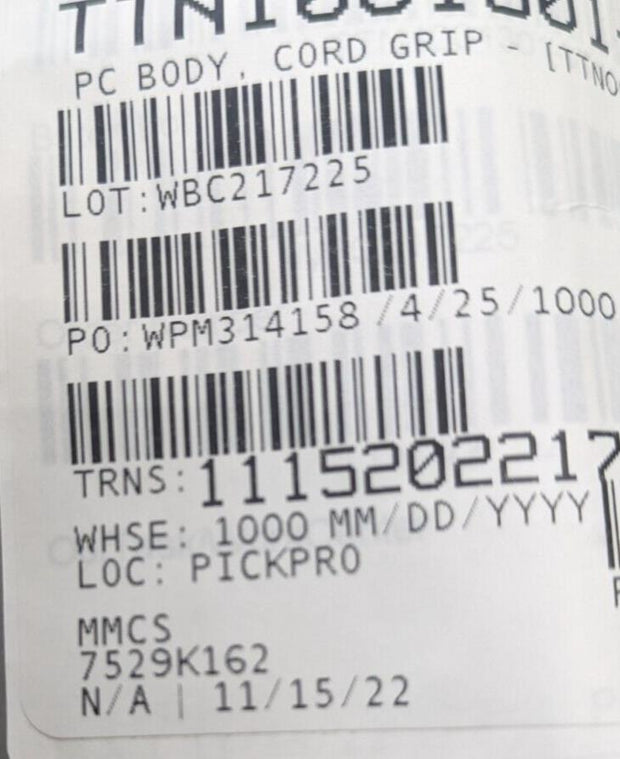 PC BODY, CORD GRIP - [TTNO
LOT:WBC217225
PO:WPM314158 /4/25/1000
TRNS:1115202217
WHSE: 1000 MM/DD/YYYY
LOC: PICKPRO
MMCS
7529K162
N/A | 11/15/22